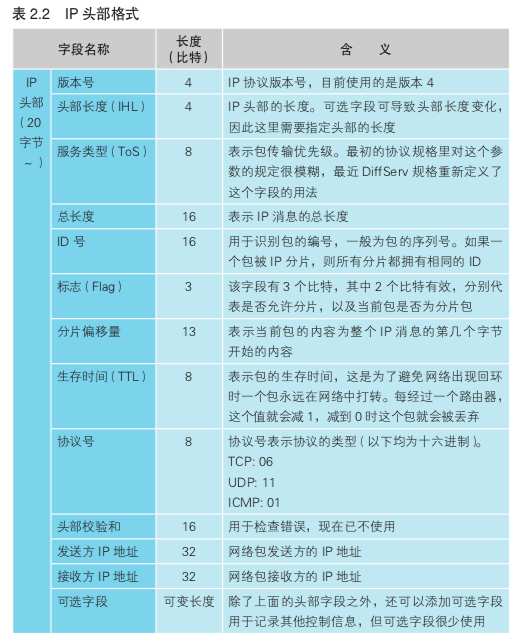 表 2.2 IP 头部格式
字段名称 长度（比特） 含 义
IP 头部（20 字节 ~）
版本号 4 IP 协议版本号，目前使用的是版本 4
头部长度（IHL） 4 IP 头部的长度。可选字段可导致头部长度变化，
因此这里需要指定头部的长度
服务类型（ToS） 8 表示包传输优先级。最初的协议规格里对这个参
数的规定很模糊，最近 DiffServ 规格重新定义了
这个字段的用法
总长度 16 表示 IP 消息的总长度
ID 号 16 用于识别包的编号，一般为包的序列号。如果一
个包被 IP 分片，则所有分片都拥有相同的 ID
标志（Flag） 3 该字段有 3 个比特，其中 2 个比特有效，分别代
表是否允许分片，以及当前包是否为分片包
分片偏移量 13 表示当前包的内容为整个 IP 消息的第几个字节
开始的内容
生存时间（TTL） 8 表示包的生存时间，这是为了避免网络出现回环
时一个包永远在网络中打转。每经过一个路由器，
这个值就会减 1，减到 0 时这个包就会被丢弃
协议号 8 协议号表示协议的类型（以下均为十六进制）。
TCP: 06
UDP: 11
ICMP: 01
头部校验和 16 用于检查错误，现在已不使用
发送方 IP 地址 32 网络包发送方的 IP 地址
接收方 IP 地址 32 网络包接收方的 IP 地址
可选字段 可变长度 除了上面的头部字段之外，还可以添加可选字段
用于记录其他控制信息，但可选字段很少使用